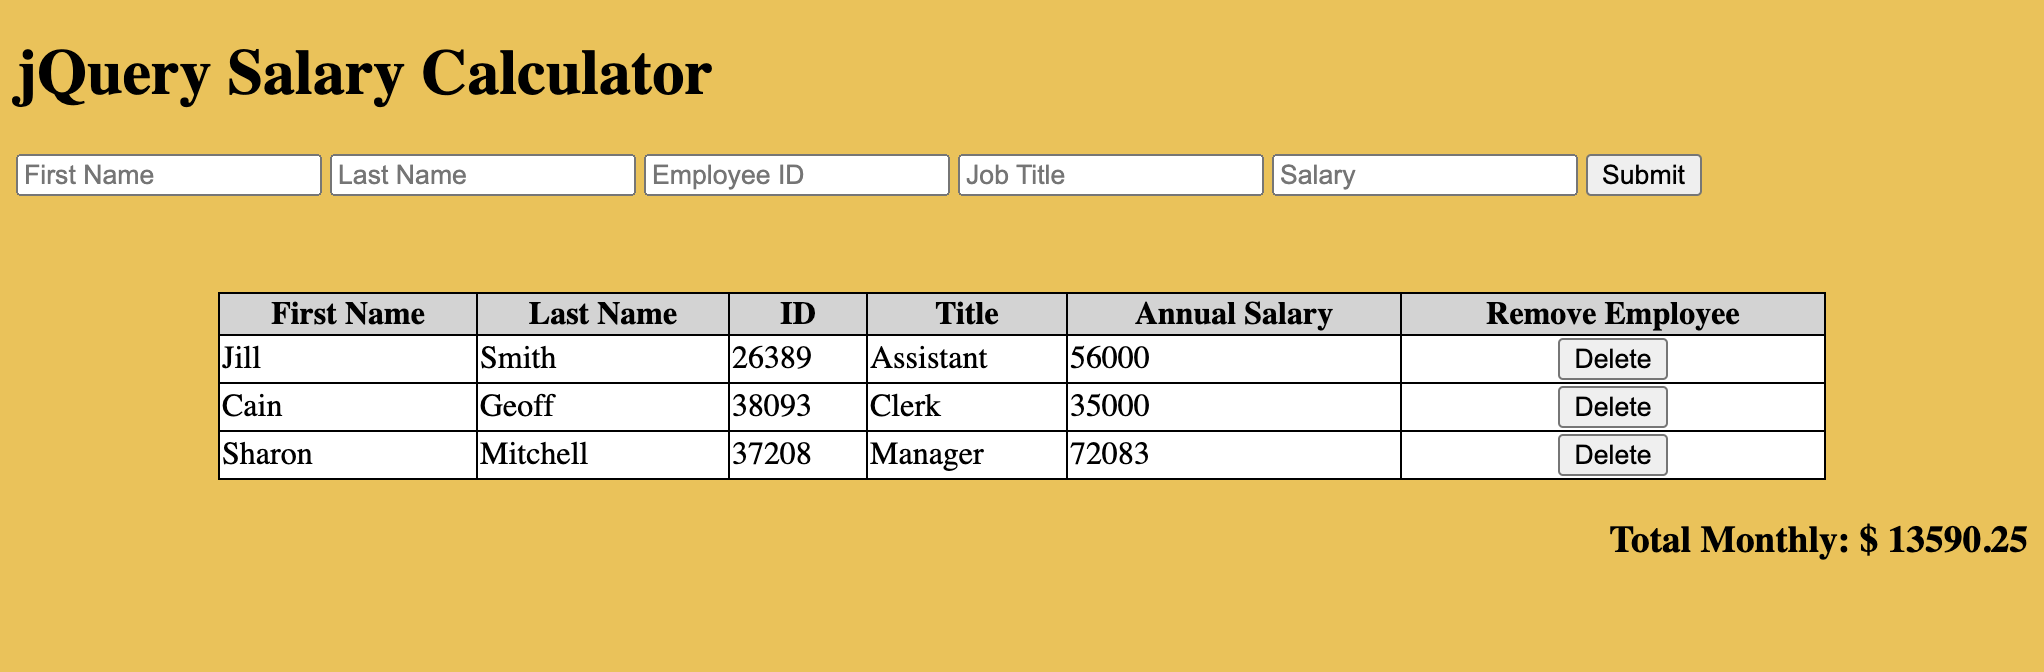 jQuery Salary Calculator
First Name Last Name Employee ID Job Title Salary Submit
First Name Last Name ID Title Annual Salary Remove Employee
Jill Smith 26389 Assistant 56000 Delete
Cain Geoff 38093 Clerk 35000 Delete
Sharon Mitchell 37208 Manager 72083 Delete
Total Monthly: $ 13590.25